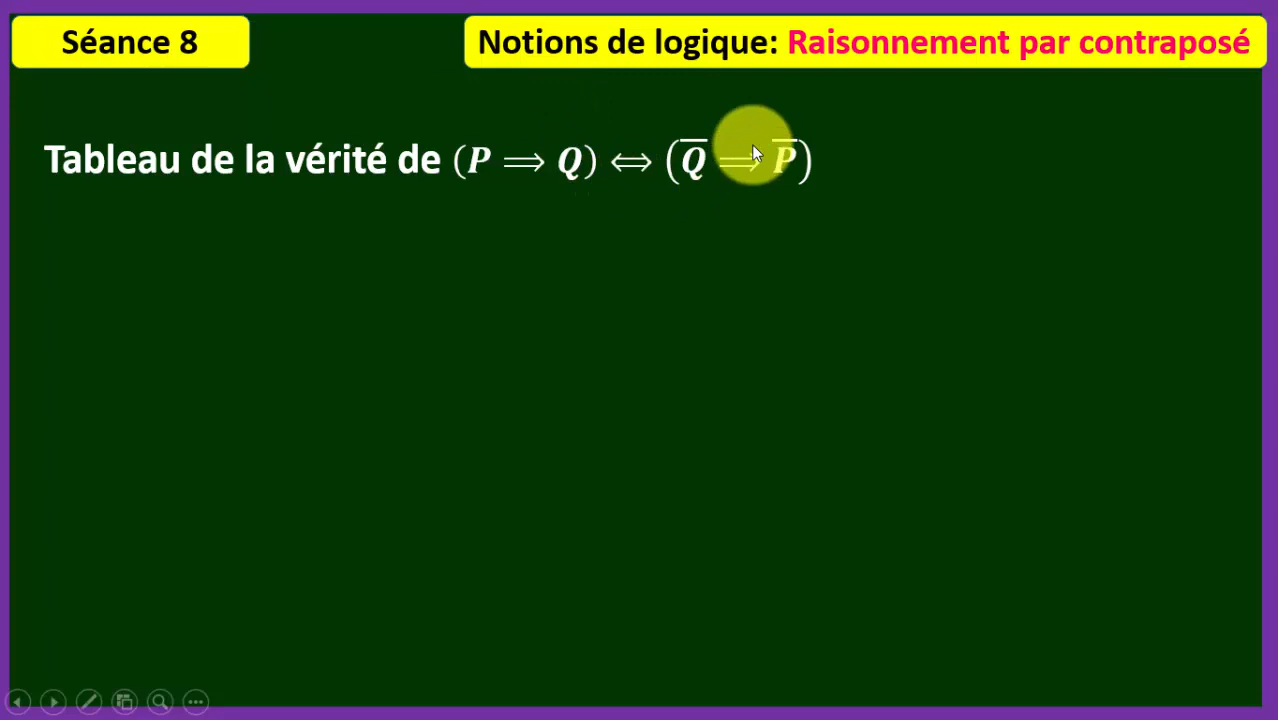 Séance 8
Notions de logique: Raisonnement par contraposé
Tableau de la vérité de (P ⟹ Q) ⟺ (Q̅ ⟹ P̅)